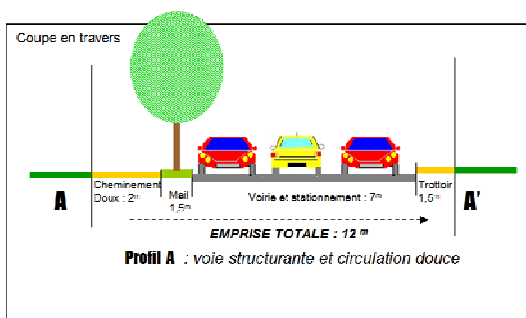 Coupe en travers
A
Cheminement
Doux : 2m
Mail
1,5m
Voirie et stationnement : 7m
Trottoir
1,5m
A'
EMPRISE TOTALE : 12 m
Profil A : voie structurante et circulation douce